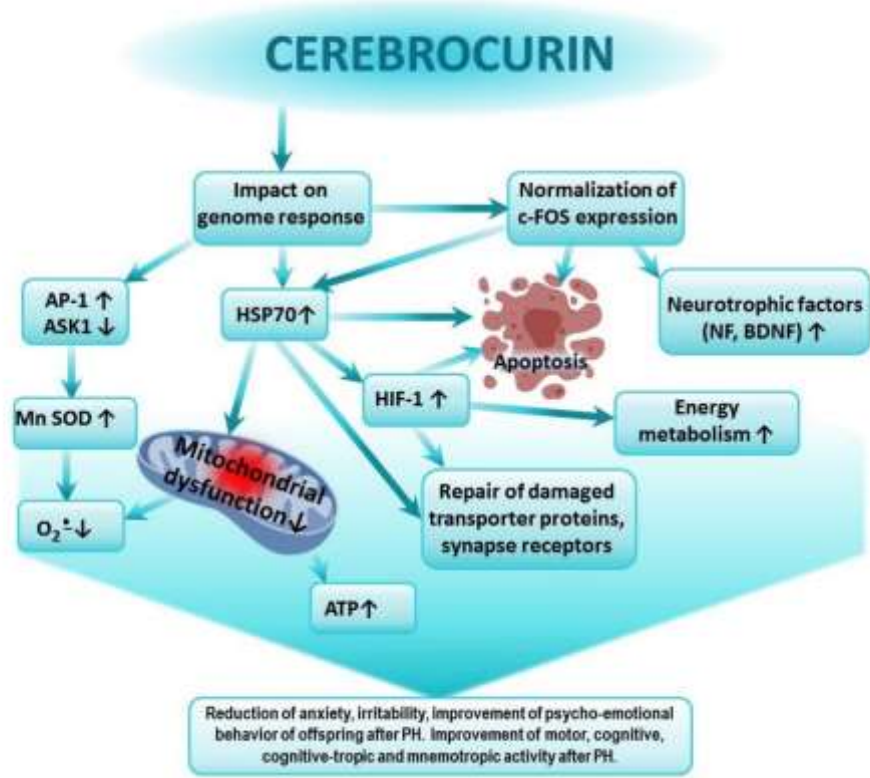 CEREBROCURIN
Impact on
genome response
Normalization of
c-FOS expression
AP-1 ↑
ASK1 ↓
HSP70↑
Apoptosis
Neurotrophic factors
(NF, BDNF) ↑
Mn SOD ↑
HIF-1 ↑
Energy
metabolism ↑
Mitochondrial
dysfunction↓
O₂•−↓
Repair of damaged
transporter proteins,
synapse receptors
ATP↑
Reduction of anxiety, irritability, improvement of psycho-emotional
behavior of offspring after PH. Improvement of motor, cognitive,
cognitive-tropic and mnemotropic activity after PH.